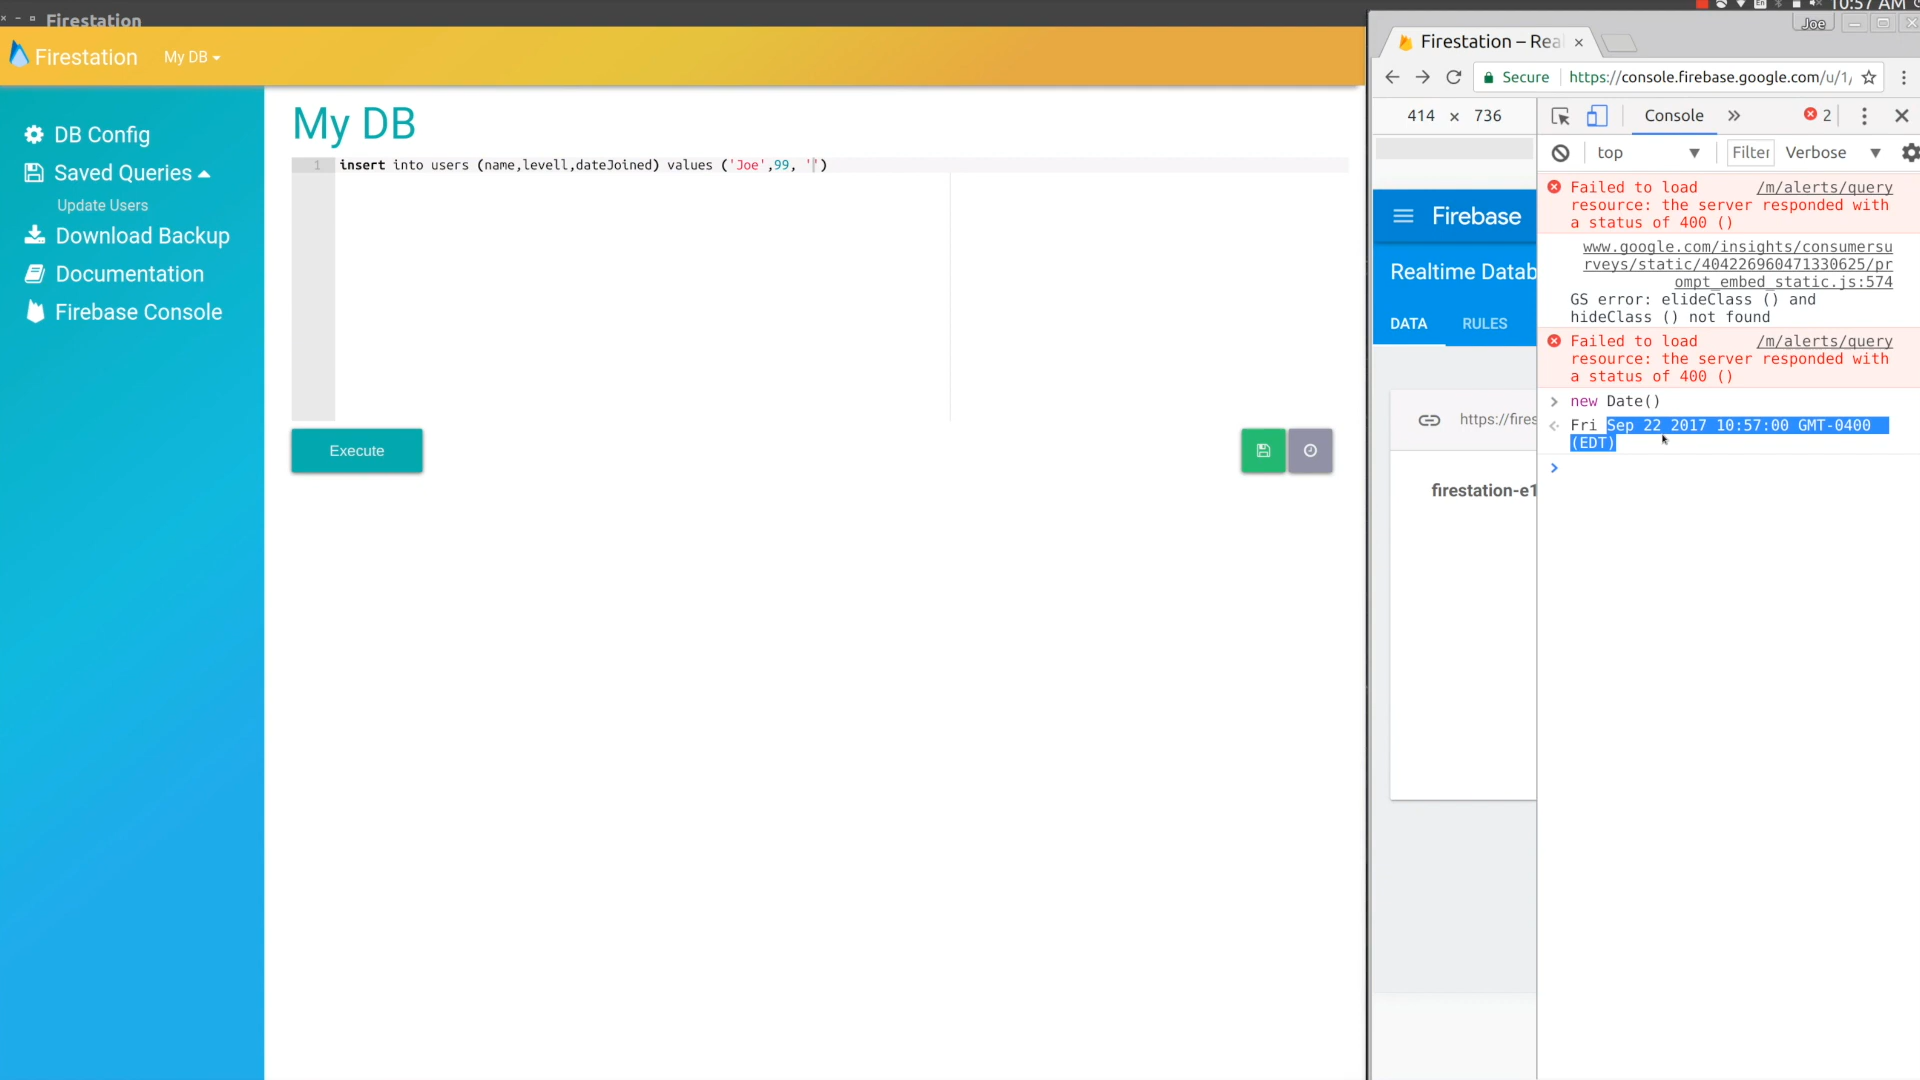 Firestation
10:57 AM
Joe
Firestation
My DB
DB Config
Saved Queries
Update Users
Download Backup
Documentation
Firebase Console
My DB
1 insert into users (name,levell,dateJoined) values ('Joe',99, '')
Execute
Firestation – Rea
Secure https://console.firebase.google.com/u/1/
414 × 736
Console
2
top
Filter
Verbose
Firebase
Realtime Datab
DATA
RULES
https://fires
firestation-e1
Failed to load /m/alerts/query
resource: the server responded with
a status of 400 ()
www.google.com/insights/consumersu
rveys/static/404226960471330625/pr
ompt_embed_static.js:574
GS error: elideClass () and
hideClass () not found
Failed to load /m/alerts/query
resource: the server responded with
a status of 400 ()
new Date()
Fri Sep 22 2017 10:57:00 GMT-0400
(EDT)